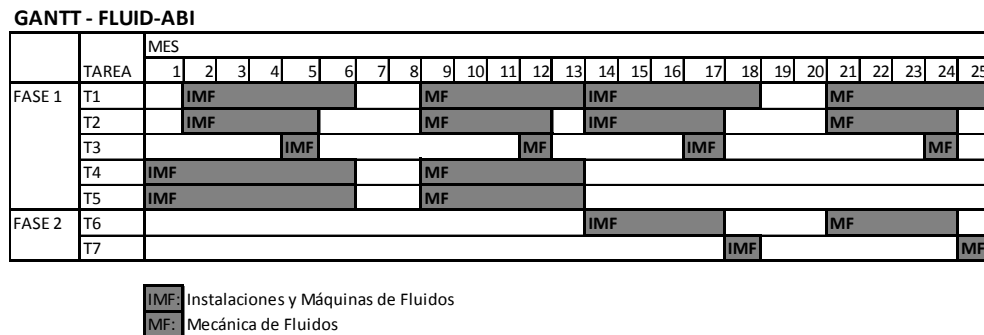 GANTT - FLUID-ABI
MES
TAREA 1 2 3 4 5 6 7 8 9 10 11 12 13 14 15 16 17 18 19 20 21 22 23 24 25
FASE 1 T1 IMF MF IMF MF
T2 IMF MF IMF MF
T3 IMF MF IMF MF
T4 IMF MF
T5 IMF MF
FASE 2 T6 IMF MF
T7 IMF MF
IMF: Instalaciones y Máquinas de Fluidos
MF: Mecánica de Fluidos